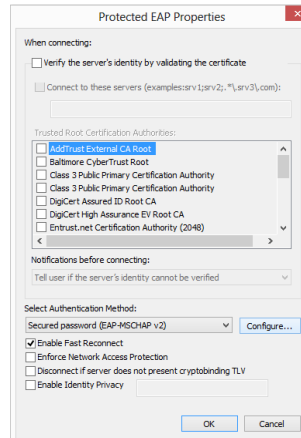 Protected EAP Properties
When connecting:
Verify the server's identity by validating the certificate
Connect to these servers (examples:srv1;srv2;.*\.srv3\.com):
Trusted Root Certification Authorities:
AddTrust External CA Root
Baltimore CyberTrust Root
Class 3 Public Primary Certification Authority
Class 3 Public Primary Certification Authority
DigiCert Assured ID Root CA
DigiCert High Assurance EV Root CA
Entrust.net Certification Authority (2048)
Notifications before connecting:
Tell user if the server's identity cannot be verified
Select Authentication Method:
Secured password (EAP-MSCHAP v2)
Configure...
Enable Fast Reconnect
Enforce Network Access Protection
Disconnect if server does not present cryptobinding TLV
Enable Identity Privacy
OK
Cancel